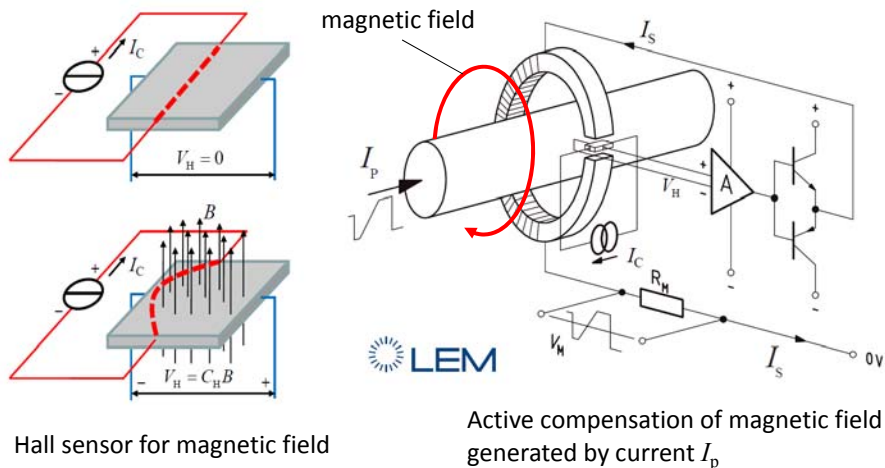 magnetic field
+
I_C
−
V_H = 0
B
+
I_C
−
− V_H = C_H B +
Hall sensor for magnetic field
I_S
I_P
+
+
+
A
V_H
−
I_C
R_M
−
−
V_M
LEM
I_S
0V
Active compensation of magnetic field
generated by current I_p